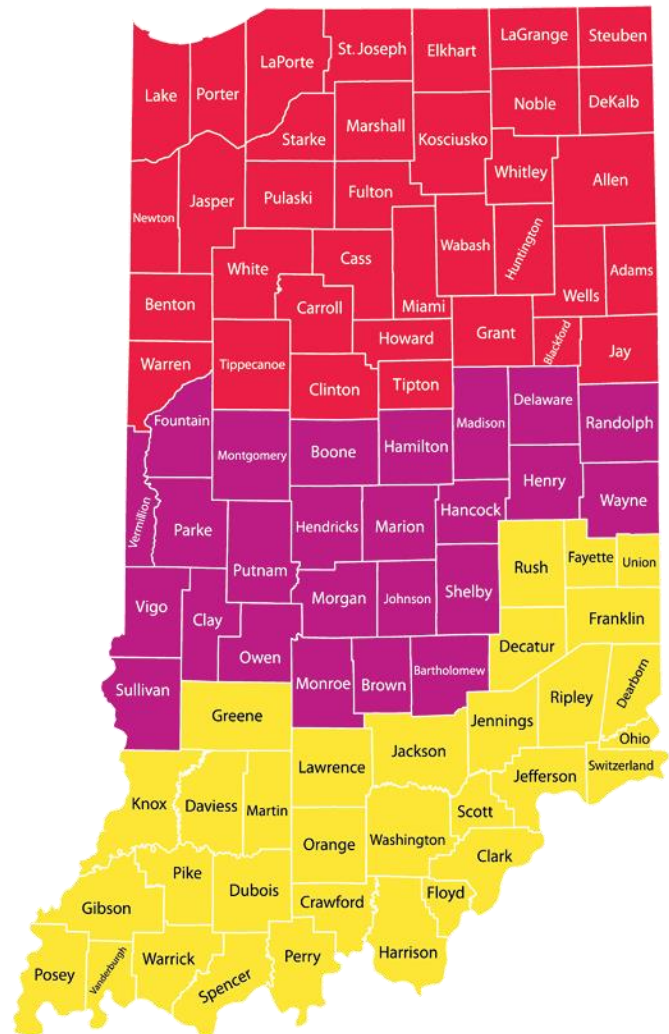 LaGrange
Steuben
St. Joseph
Elkhart
LaPorte
Lake
Porter
Noble
DeKalb
Marshall
Kosciusko
Starke
Whitley
Allen
Newton
Jasper
Pulaski
Fulton
Wabash
Huntington
White
Cass
Miami
Wells
Adams
Benton
Carroll
Howard
Grant
Blackford
Jay
Warren
Tippecanoe
Clinton
Tipton
Fountain
Montgomery
Boone
Hamilton
Madison
Delaware
Randolph
Vermillion
Parke
Putnam
Hendricks
Marion
Hancock
Henry
Wayne
Rush
Fayette
Union
Vigo
Clay
Owen
Morgan
Johnson
Shelby
Decatur
Franklin
Sullivan
Greene
Monroe
Brown
Bartholomew
Jennings
Ripley
Dearborn
Ohio
Switzerland
Knox
Daviess
Martin
Lawrence
Jackson
Jefferson
Scott
Orange
Washington
Clark
Pike
Dubois
Crawford
Floyd
Harrison
Gibson
Posey
Vanderburgh
Warrick
Spencer
Perry